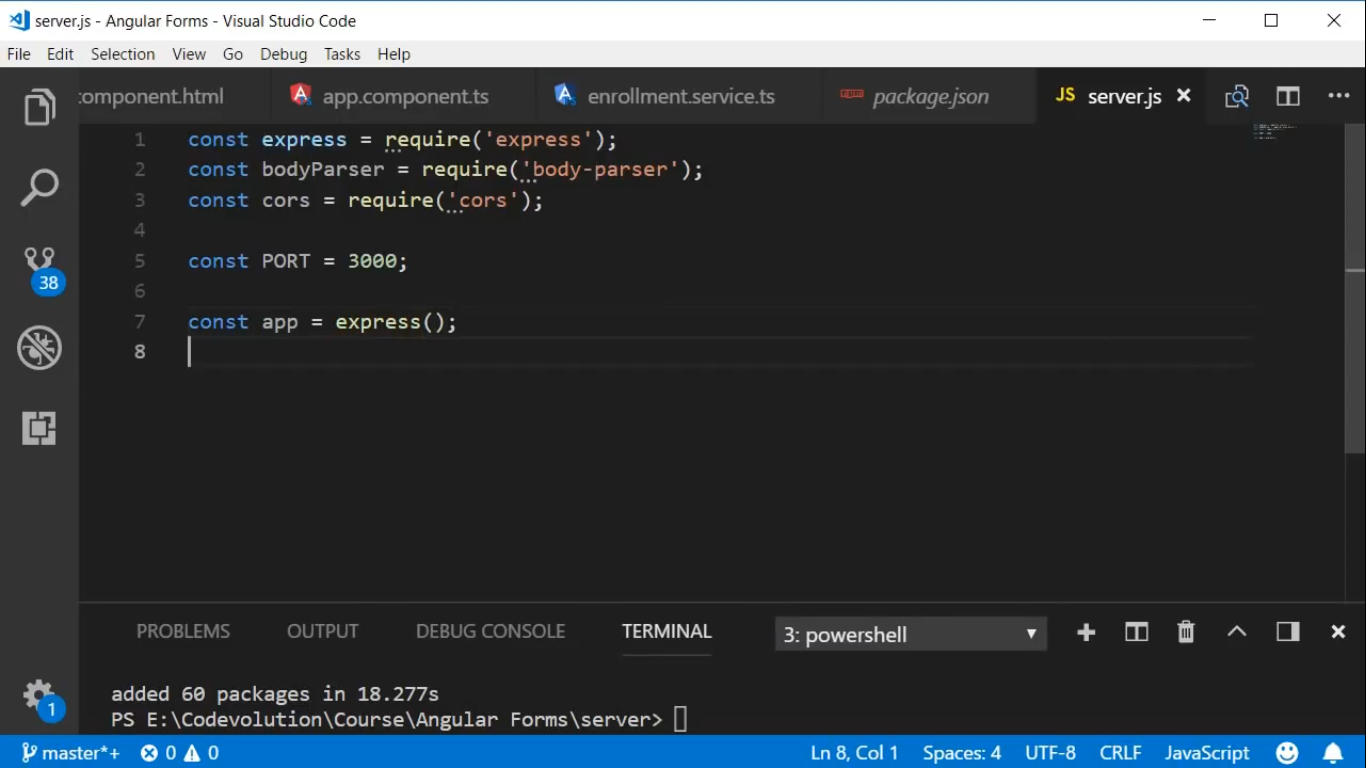 server.js - Angular Forms - Visual Studio Code
File Edit Selection View Go Debug Tasks Help
component.html app.component.ts enrollment.service.ts package.json JS server.js
1 const express = require('express');
2 const bodyParser = require('body-parser');
3 const cors = require('cors');
4
5 const PORT = 3000;
6
7 const app = express();
8
38
PROBLEMS OUTPUT DEBUG CONSOLE TERMINAL 3: powershell
added 60 packages in 18.277s
PS E:\Codevolution\Course\Angular Forms\server>
1
master*+ 0 0 Ln 8, Col 1 Spaces: 4 UTF-8 CRLF JavaScript